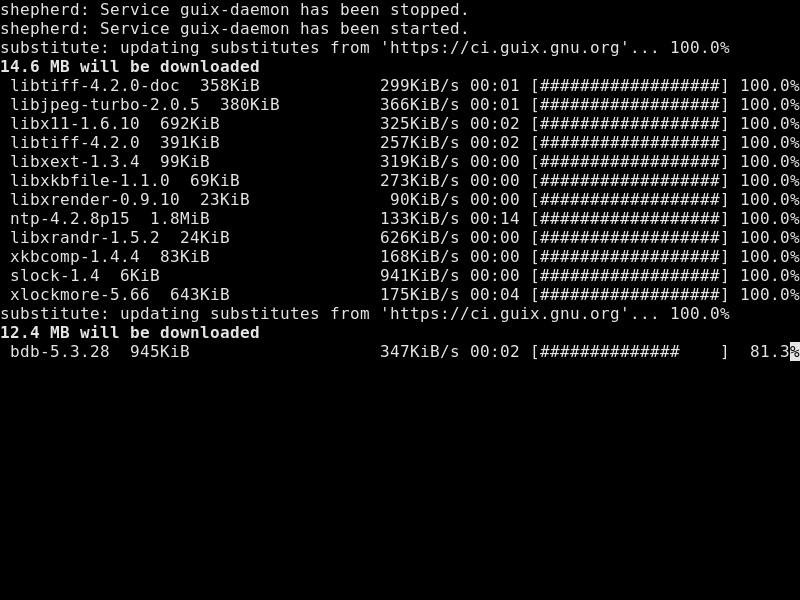 shepherd: Service guix-daemon has been stopped.
shepherd: Service guix-daemon has been started.
substitute: updating substitutes from 'https://ci.guix.gnu.org'... 100.0%
14.6 MB will be downloaded
 libtiff-4.2.0-doc  358KiB            299KiB/s 00:01 [##################] 100.0%
 libjpeg-turbo-2.0.5  380KiB          366KiB/s 00:01 [##################] 100.0%
 libx11-1.6.10  692KiB                325KiB/s 00:02 [##################] 100.0%
 libtiff-4.2.0  391KiB                257KiB/s 00:02 [##################] 100.0%
 libxext-1.3.4  99KiB                 319KiB/s 00:00 [##################] 100.0%
 libxkbfile-1.1.0  69KiB              273KiB/s 00:00 [##################] 100.0%
 libxrender-0.9.10  23KiB              90KiB/s 00:00 [##################] 100.0%
 ntp-4.2.8p15  1.8MiB                 133KiB/s 00:14 [##################] 100.0%
 libxrandr-1.5.2  24KiB               626KiB/s 00:00 [##################] 100.0%
 xkbcomp-1.4.4  83KiB                 168KiB/s 00:00 [##################] 100.0%
 slock-1.4  6KiB                      941KiB/s 00:00 [##################] 100.0%
 xlockmore-5.66  643KiB               175KiB/s 00:04 [##################] 100.0%
substitute: updating substitutes from 'https://ci.guix.gnu.org'... 100.0%
12.4 MB will be downloaded
 bdb-5.3.28  945KiB                   347KiB/s 00:02 [##############    ]  81.3%